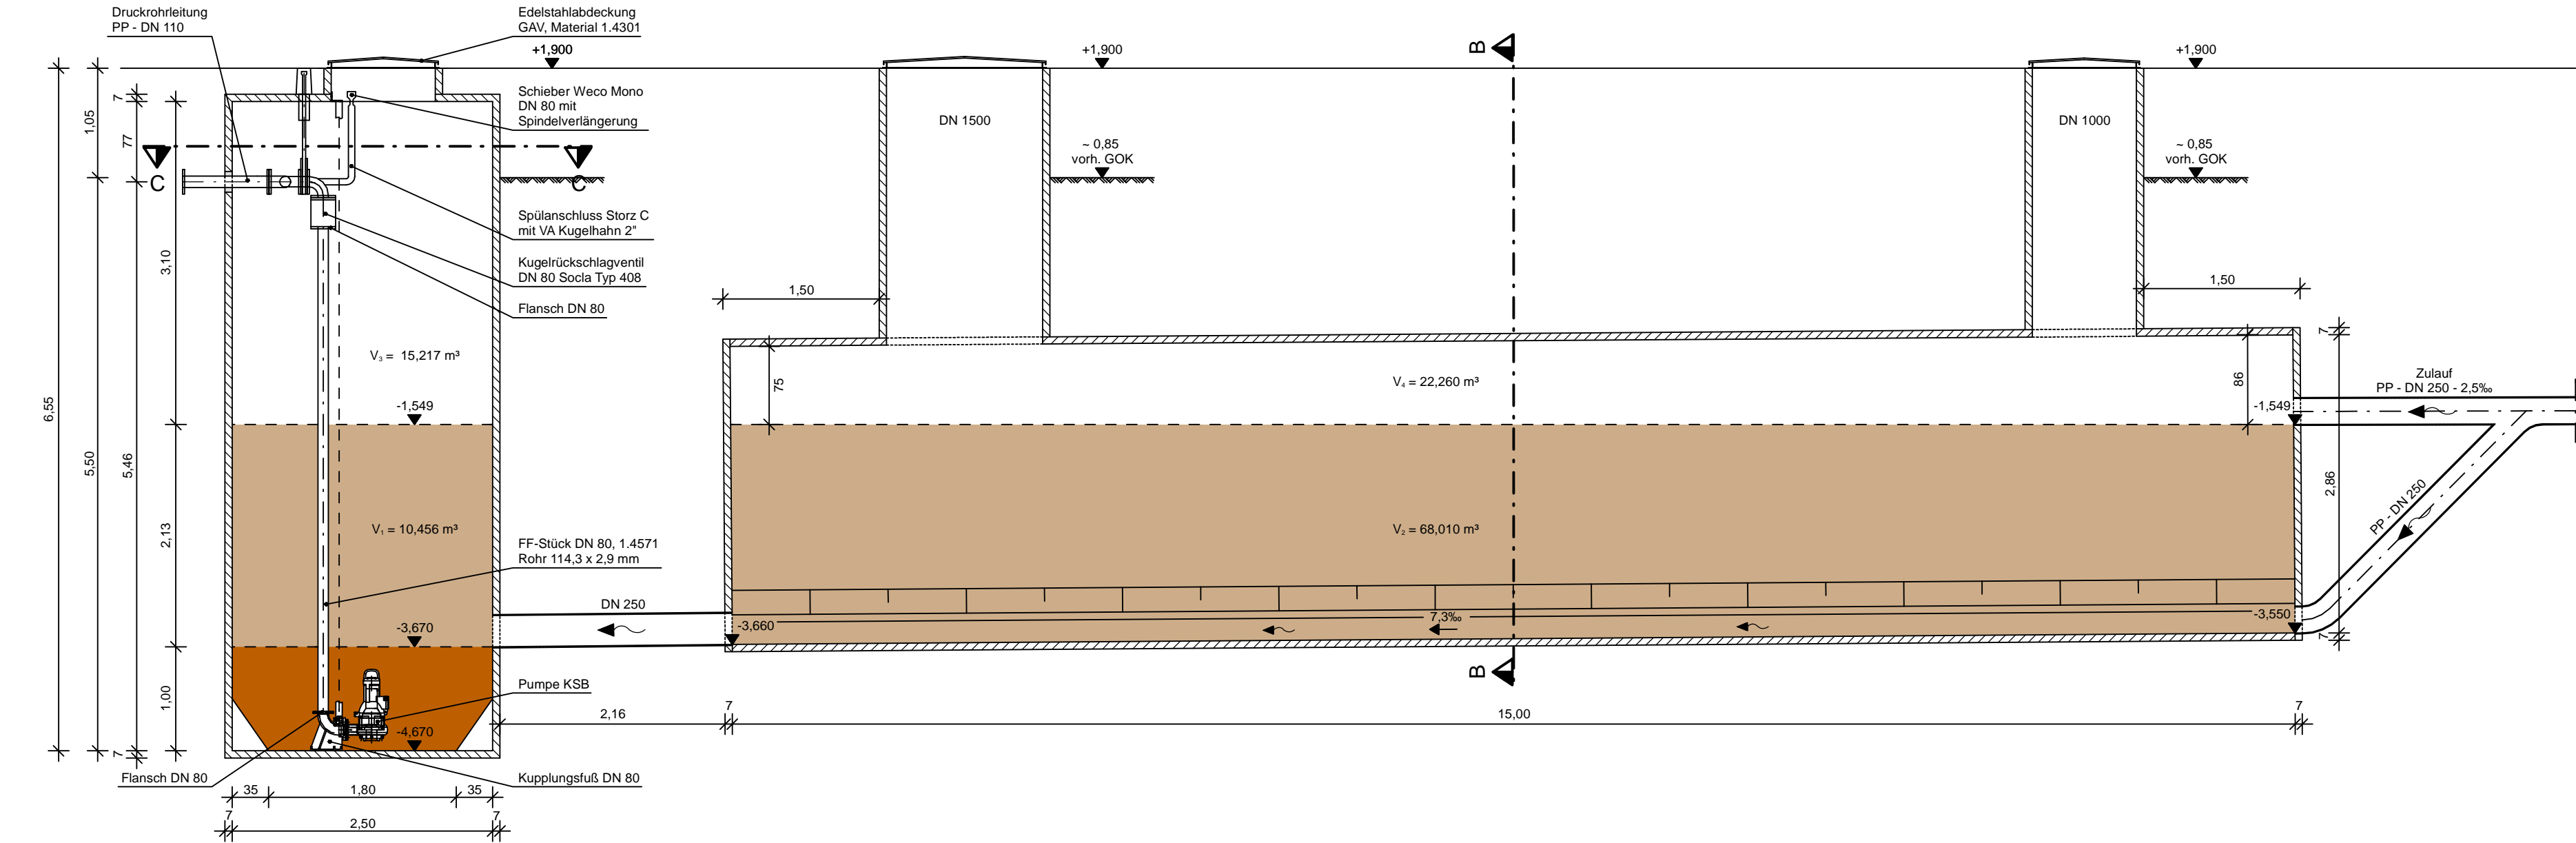 Druckrohrleitung
PP - DN 110
Edelstahlabdeckung
GAV, Material 1.4301
+1,900
+1,900
+1,900
B
Schieber Weco Mono
DN 80 mit
Spindelverlängerung
DN 1500
DN 1000
~ 0,85
vorh. GOK
~ 0,85
vorh. GOK
7
1,05
77
C
C
Spülanschluss Storz C
mit VA Kugelhahn 2"
Kugelrückschlagventil
DN 80 Socla Typ 408
Flansch DN 80
3,10
1,50
1,50
7
V₃ = 15,217 m³
75
V₄ = 22,260 m³
86
Zulauf
PP - DN 250 - 2,5‰
-1,549
-1,549
6,55
5,50
5,46
2,13
V₁ = 10,456 m³
V₂ = 68,010 m³
2,86
PP - DN 250
FF-Stück DN 80, 1.4571
Rohr 114,3 x 2,9 mm
DN 250
-3,670
-3,660
7,3‰
-3,550
7
1,00
Pumpe KSB
B
-4,670
2,16
7
15,00
7
7
Flansch DN 80
Kupplungsfuß DN 80
35
1,80
35
7
2,50
7